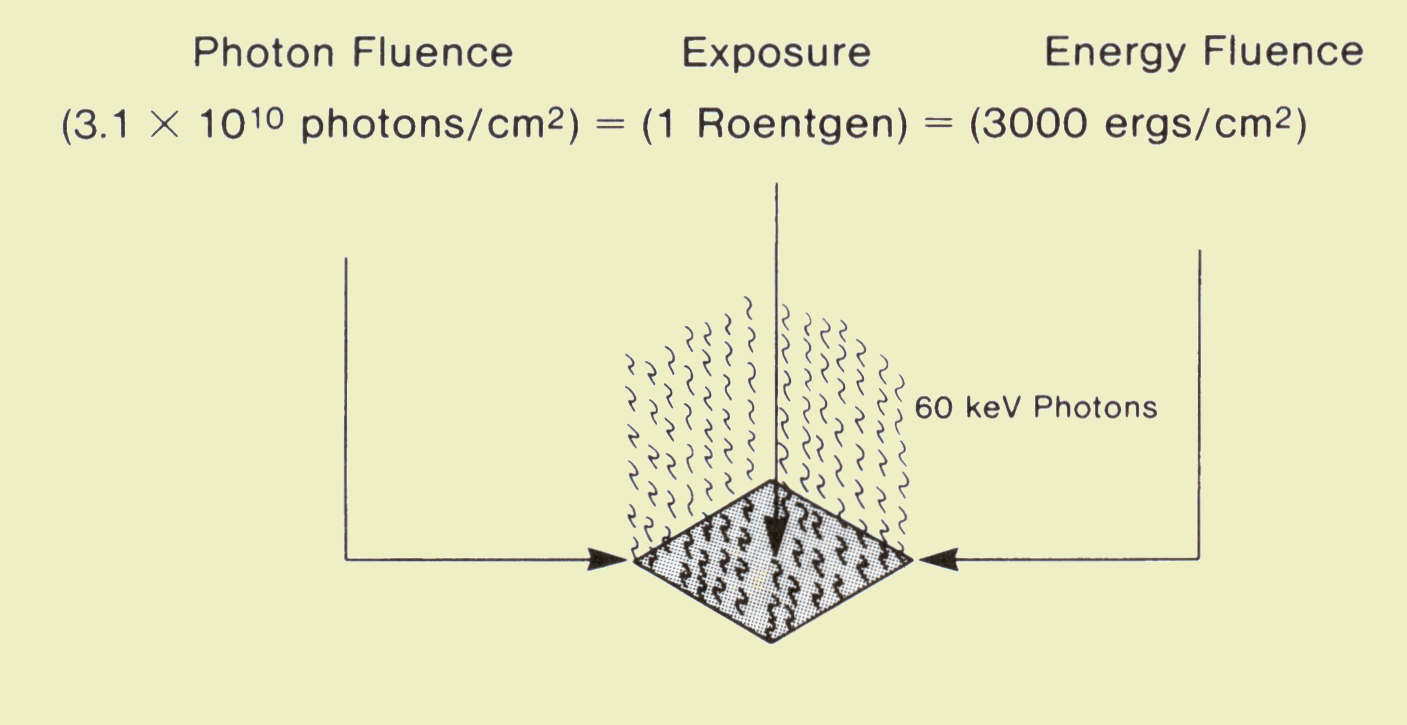 Photon Fluence Exposure Energy Fluence
(3.1 × 10¹⁰ photons/cm²) = (1 Roentgen) = (3000 ergs/cm²)
60 keV Photons